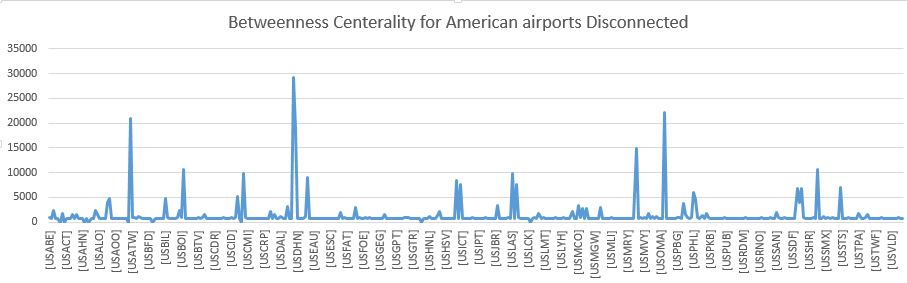 Betweenness Centerality for American airports Disconnected
35000
30000
25000
20000
15000
10000
5000
0
[USABE]
[USACT]
[USAHN]
[USALO]
[USAOO]
[USATW]
[USBFD]
[USBIL]
[USBOI]
[USBTV]
[USCDR]
[USCID]
[USCMI]
[USCRP]
[USDAL]
[USDHN]
[USEAU]
[USESC]
[USFAT]
[USFOE]
[USGEG]
[USGPT]
[USGTR]
[USHNL]
[USHSV]
[USICT]
[USIPT]
[USJBR]
[USLAS]
[USLCK]
[USLMT]
[USLYH]
[USMCO]
[USMGW]
[USMLI]
[USMRY]
[USMVY]
[USOMA]
[USPBG]
[USPHL]
[USPKB]
[USPUB]
[USRDM]
[USRNO]
[USSAN]
[USSDF]
[USSHR]
[USSMX]
[USSTS]
[USTPA]
[USTWF]
[USVLD]